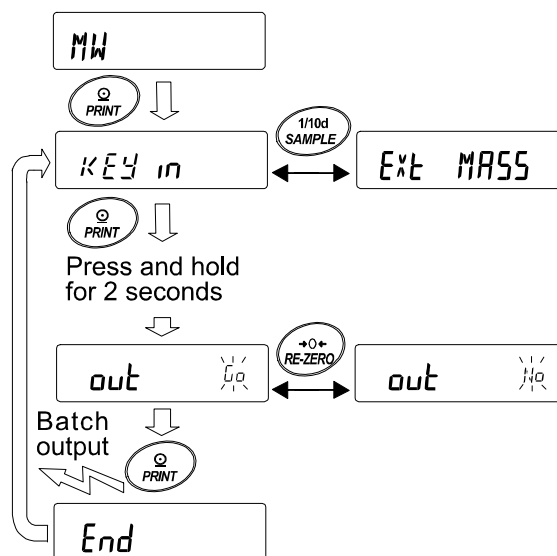 MW
PRINT
1/10d
SAMPLE
KEY in
Ext MASS
PRINT
Press and hold
for 2 seconds
→0←
RE-ZERO
out Go
out No
Batch
output
PRINT
End